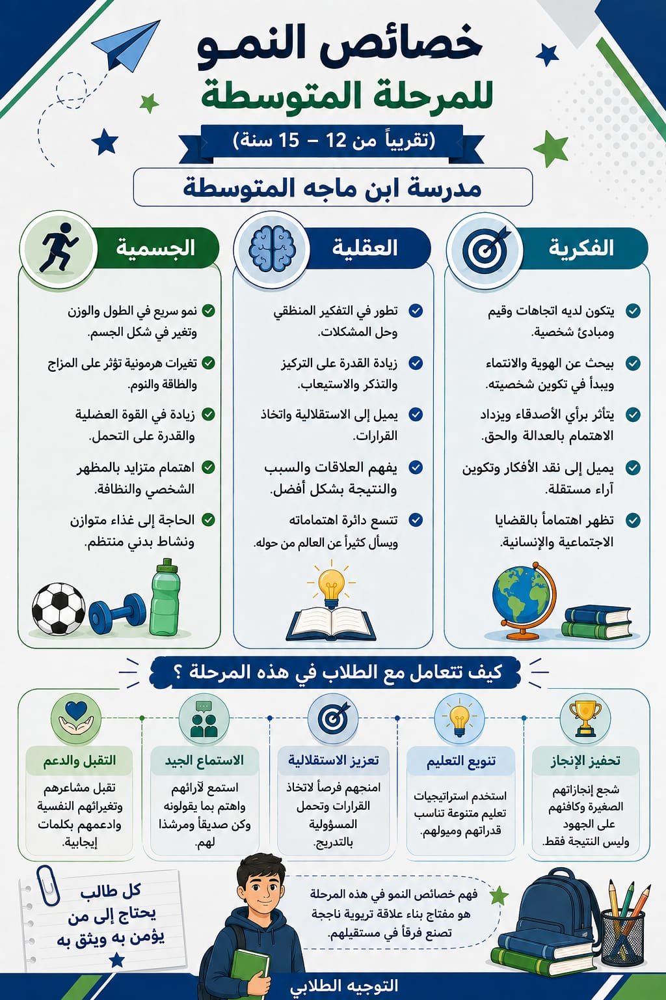 خصائص النمو
للمرحلة المتوسطة
(تقريباً من 12 – 15 سنة)
مدرسة ابن ماجه المتوسطة
الفكرية
يتكون لديه اتجاهات وقيم
ومبادئ شخصية.
يبحث عن الهوية والانتماء
ويبدأ في تكوين شخصيته.
يتأثر برأي الأصدقاء ويزداد
الاهتمام بالعدالة والحق.
يميل إلى نقد الأفكار وتكوين
آراء مستقلة.
تظهر اهتماماً بالقضايا
الاجتماعية والإنسانية.
العقلية
تطور في التفكير المنظقي
وحل المشكلات.
زيادة القدرة على التركيز
والتذكر والاستيعاب.
يميل إلى الاستقلالية واتخاذ
القرارات.
يفهم العلاقات والسبب
والنتيجة بشكل أفضل.
تتسع دائرة اهتماماته
ويسأل كثيراً عن العالم من حوله.
الجسمية
نمو سريع في الطول والوزن
وتغير في شكل الجسم.
تغيرات هرمونية تؤثر على المزاج
والطاقة والنوم.
زيادة في القوة العضلية
والقدرة على التحمل.
اهتمام متزايد بالمظهر
الشخصي والنظافة.
الحاجة إلى غذاء متوازن
ونشاط بدني منتظم.
كيف تتعامل مع الطلاب في هذه المرحلة ؟
تحفيز الإنجاز
شجع إنجازاتهم
الصغيرة وكافئهم
على الجهود
وليس النتيجة فقط.
تنويع التعليم
استخدم استراتيجيات
تعليم متنوعة تناسب
قدراتهم وميولهم.
تعزيز الاستقلالية
امنحهم فرصاً لاتخاذ
القرارات وتحمل
المسؤولية
بالتدريج.
الاستماع الجيد
استمع لآرائهم
واهتم بما يقولونه
وكن صديقاً ومرشذا
لهم.
التقبل والدعم
تقبل مشاعرهم
وتغيراتهم النفسية
وادعمهم بكلمات
إيجابية.
فهم خصائص النمو في هذه المرحلة
هو مفتاح بناء علاقة تربوية ناجحة
تصنع فرقاً في مستقبلهم.
كل طالب
يحتاج إلى من
يؤمن به ويثق به
التوجيه الطلابي